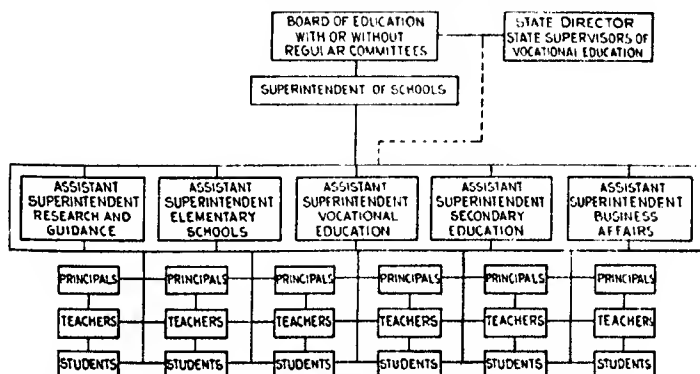 BOARD OF EDUCATION
WITH OR WITHOUT
REGULAR COMMITTEES
STATE DIRECTOR
STATE SUPERVISORS OF
VOCATIONAL EDUCATION
SUPERINTENDENT OF SCHOOLS
ASSISTANT
SUPERINTENDENT
RESEARCH AND
GUIDANCE
ASSISTANT
SUPERINTENDENT
ELEMENTARY
SCHOOLS
ASSISTANT
SUPERINTENDENT
VOCATIONAL
EDUCATION
ASSISTANT
SUPERINTENDENT
SECONDARY
EDUCATION
ASSISTANT
SUPERINTENDENT
BUSINESS
AFFAIRS
PRINCIPALS PRINCIPALS PRINCIPALS PRINCIPALS PRINCIPALS PRINCIPALS
TEACHERS TEACHERS TEACHERS TEACHERS TEACHERS TEACHERS
STUDENTS STUDENTS STUDENTS STUDENTS STUDENTS STUDENTS